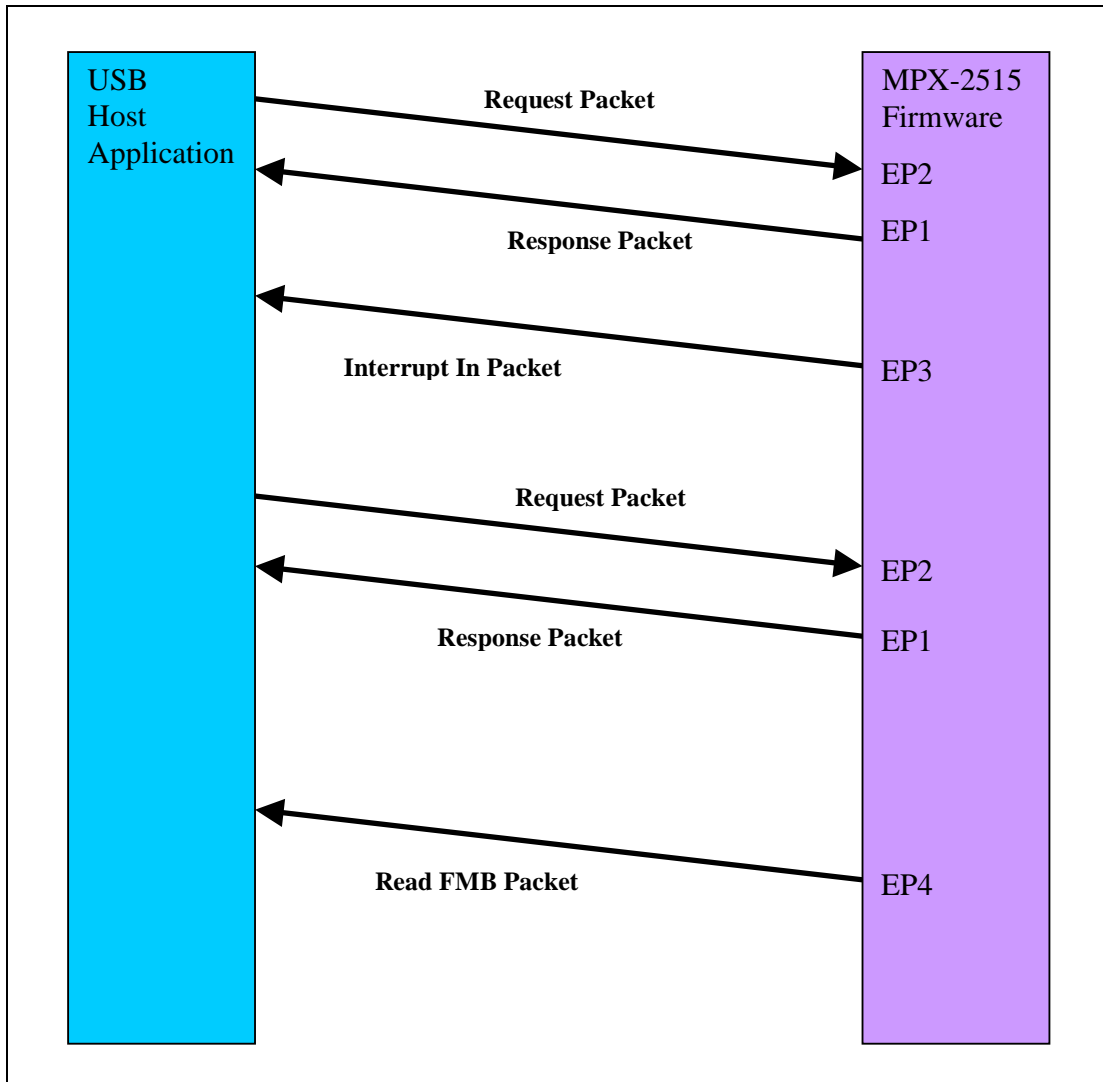 USB
Host
Application
MPX-2515
Firmware
Request Packet
EP2
EP1
Response Packet
Interrupt In Packet
EP3
Request Packet
EP2
Response Packet
EP1
Read FMB Packet
EP4